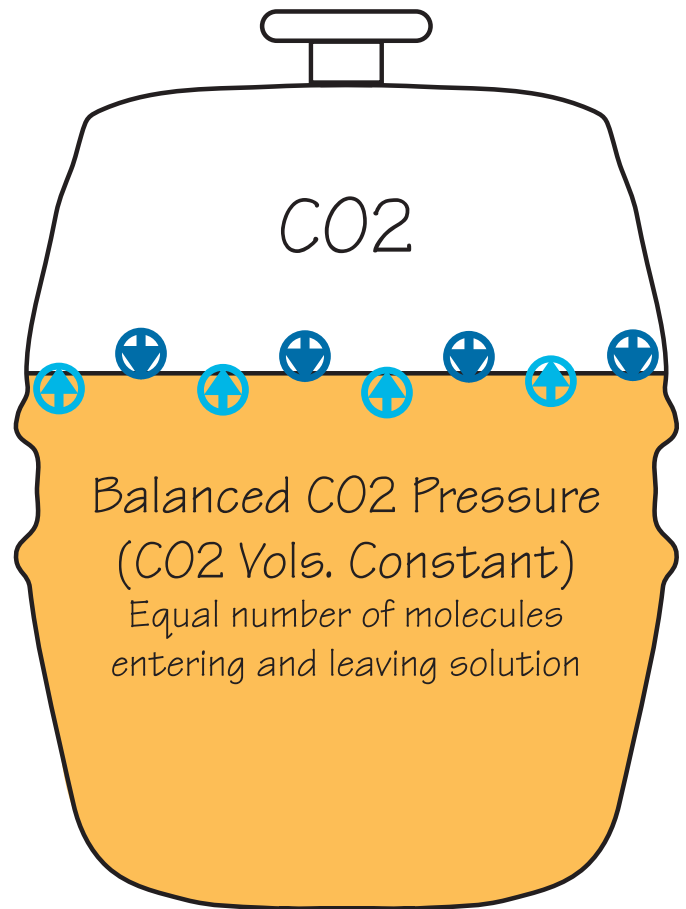 CO2
Balanced CO2 Pressure
(CO2 Vols. Constant)
Equal number of molecules
entering and leaving solution